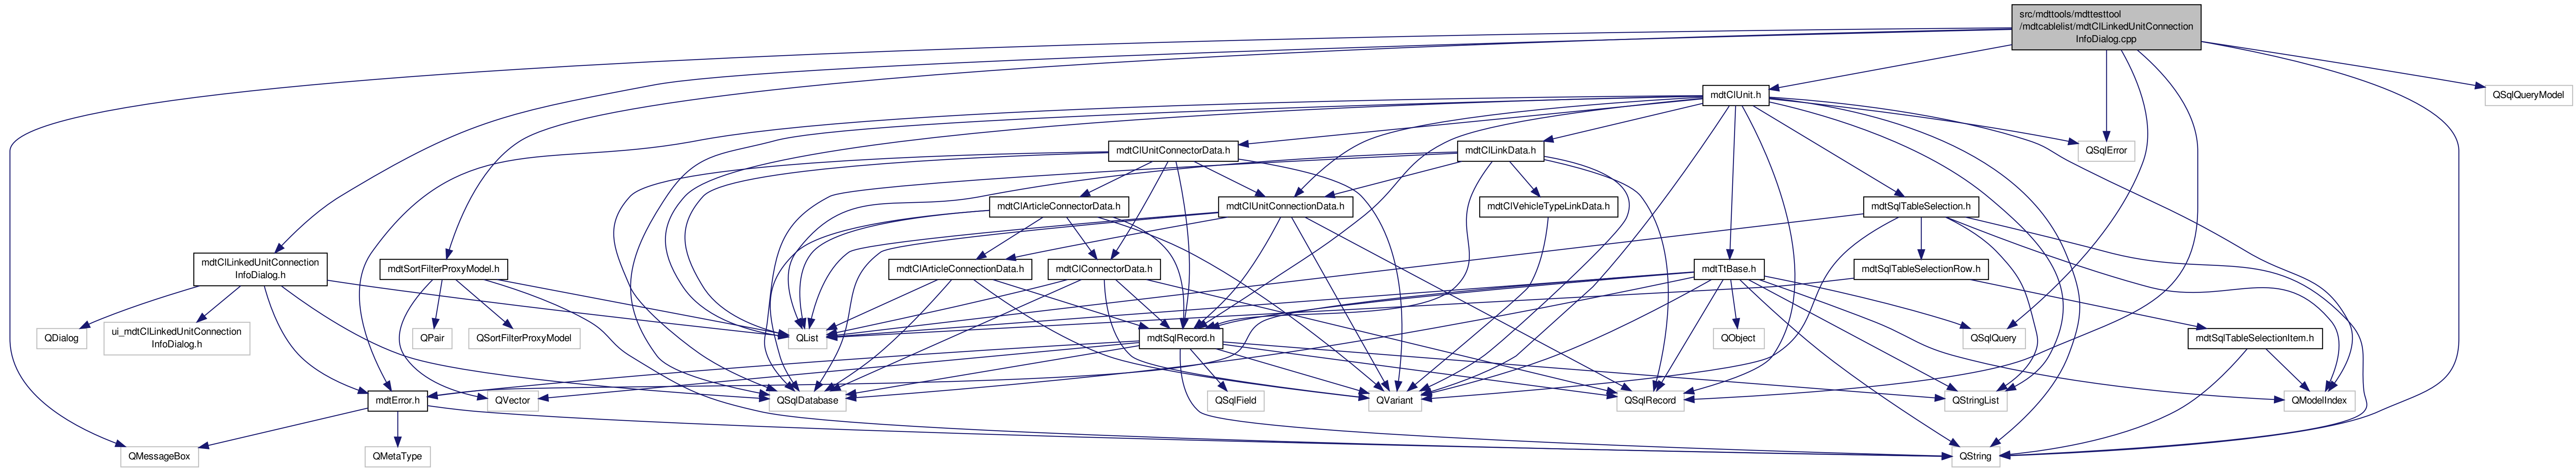 src/mdttools/mdttesttool
/mdtcablelist/mdtClLinkedUnitConnection
InfoDialog.cpp
mdtClUnit.h
QSqlQueryModel
mdtClUnitConnectorData.h
mdtClLinkData.h
QSqlError
mdtClArticleConnectorData.h
mdtClUnitConnectionData.h
mdtClVehicleTypeLinkData.h
mdtSqlTableSelection.h
mdtClLinkedUnitConnection
InfoDialog.h
mdtSortFilterProxyModel.h
mdtClArticleConnectionData.h
mdtClConnectorData.h
mdtTtBase.h
mdtSqlTableSelectionRow.h
QDialog
ui_mdtClLinkedUnitConnection
InfoDialog.h
QPair
QSortFilterProxyModel
QList
mdtSqlRecord.h
QObject
QSqlQuery
mdtSqlTableSelectionItem.h
mdtError.h
QVector
QSqlDatabase
QSqlField
QVariant
QSqlRecord
QStringList
QModelIndex
QMessageBox
QMetaType
QString